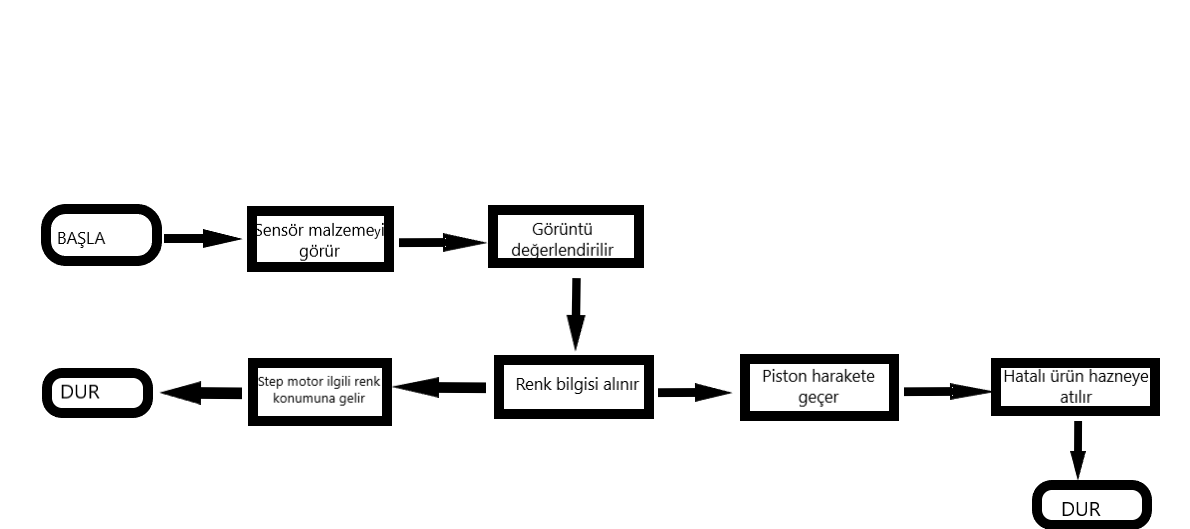 BAŞLA
Sensör malzemeyi
görür
Görüntü
değerlendirilir
DUR
Step motor ilgili renk
konumuna gelir
Renk bilgisi alınır
Piston harakete
geçer
Hatalı ürün hazneye
atılır
DUR